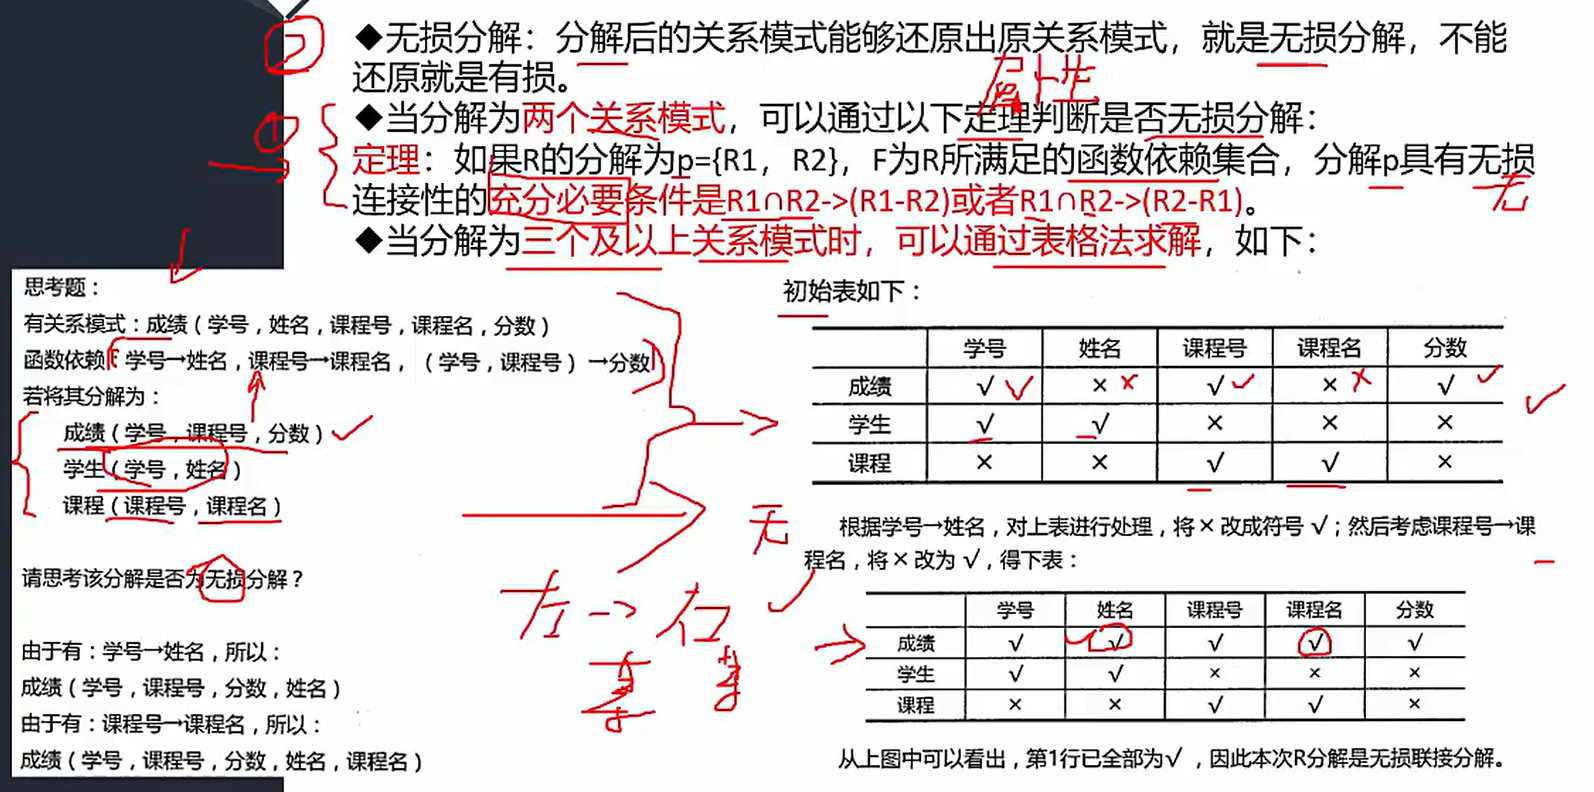 ◆无损分解：分解后的关系模式能够还原出原关系模式，就是无损分解，不能
还原就是有损。
属性
◆当分解为两个关系模式，可以通过以下定理判断是否无损分解：
定理：如果R的分解为p={R1，R2}，F为R所满足的函数依赖集合，分解p具有无损
连接性的充分必要条件是R1∩R2->(R1-R2)或者R1∩R2->(R2-R1)。
无
◆当分解为三个及以上关系模式时，可以通过表格法求解，如下：
思考题：
有关系模式：成绩（学号，姓名，课程号，课程名，分数）
函数依赖：学号→姓名，课程号→课程名，（学号，课程号）→分数
若将其分解为：
成绩（学号，课程号，分数）
学生（学号，姓名）
课程（课程号，课程名）
请思考该分解是否为无损分解？
由于有：学号→姓名，所以：
成绩（学号，课程号，分数，姓名）
由于有：课程号→课程名，所以：
成绩（学号，课程号，分数，姓名，课程名）
无
左 -> 右
初始表如下：
学号 姓名 课程号 课程名 分数
成绩 √ × √ × √
学生 √ √ × × ×
课程 × × √ √ ×
根据学号→姓名，对上表进行处理，将×改成符号√；然后考虑课程号→课
程名，将×改为√，得下表：
学号 姓名 课程号 课程名 分数
成绩 √ √ √ √ √
学生 √ √ × × ×
课程 × × √ √ ×
从上图中可以看出，第1行已全部为√，因此本次R分解是无损联接分解。